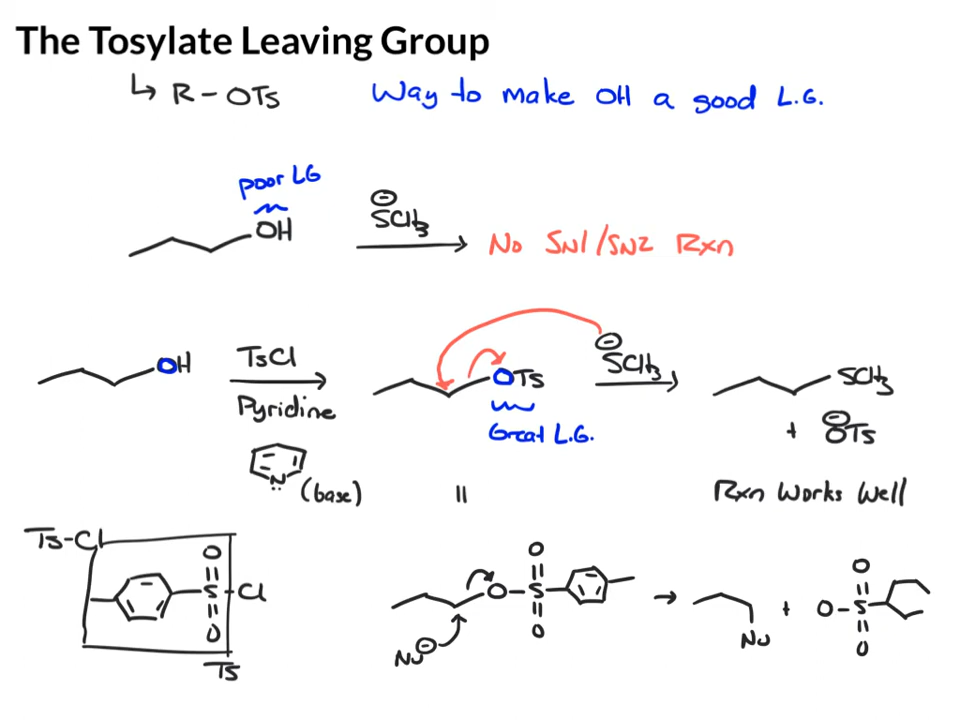 The Tosylate Leaving Group
↳ R-OTs Way to make OH a good L.G.
poor LG
OH
⊖
SCH3
No SN1/SN2 Rxn
OH
TsCl
Pyridine
N
(base)
OTs
Great L.G.
⊖
SCH3
SCH3
+ ⊖
OTs
Rxn Works Well
Ts-Cl
O
S Cl
O
Ts
=
O
O-S
O
Nu⊖
→
Nu
+
O
O-S
O